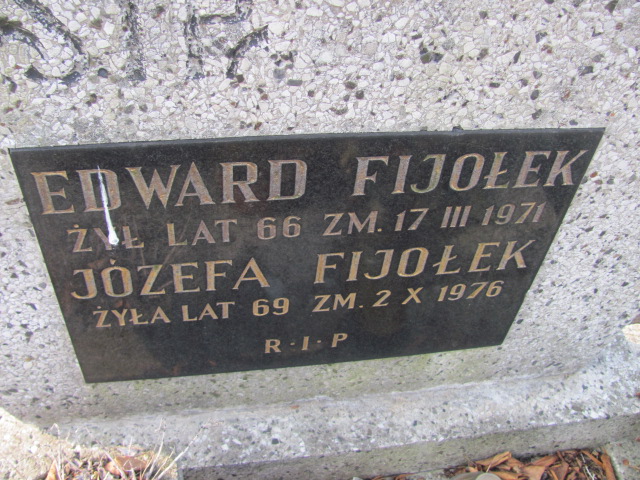 EDWARD FIJOŁEK
ŻYŁ LAT 66 ZM. 17 III 1971
JÓZEFA FIJOŁEK
ŻYŁA LAT 69 ZM. 2 X 1976
R·I·P